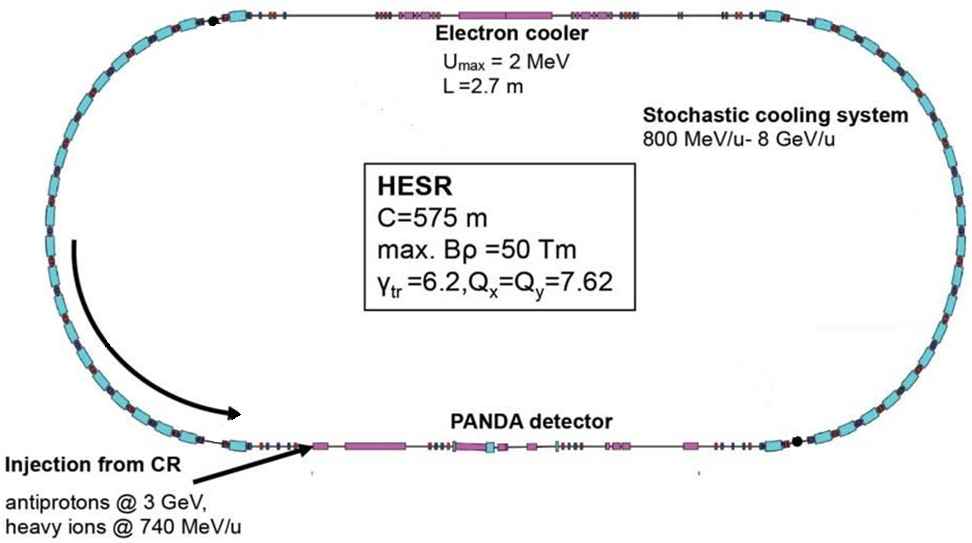 Electron cooler
Umax = 2 MeV
L =2.7 m
Stochastic cooling system
800 MeV/u- 8 GeV/u
HESR
C=575 m
max. Bρ =50 Tm
γtr =6.2,Qx=Qy=7.62
PANDA detector
Injection from CR
antiprotons @ 3 GeV,
heavy ions @ 740 MeV/u